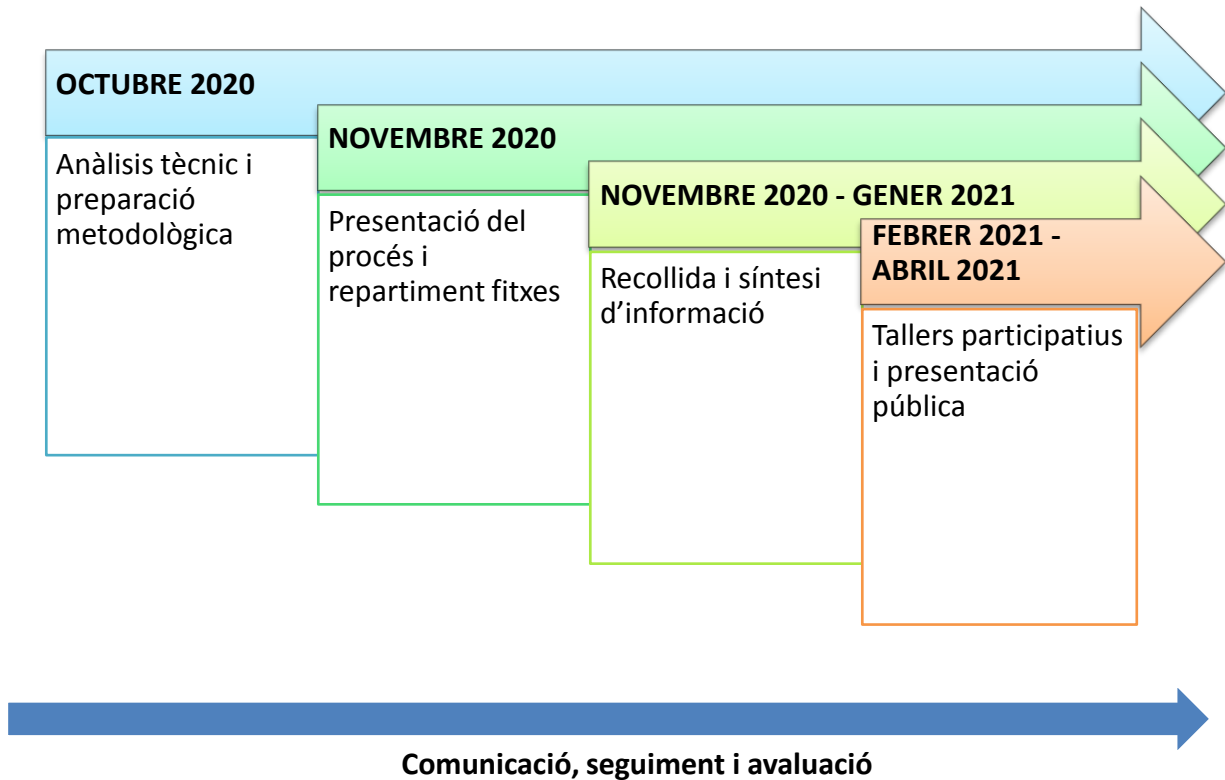 OCTUBRE 2020
Anàlisis tècnic i
preparació
metodològica
NOVEMBRE 2020
Presentació del
procés i
repartiment fitxes
NOVEMBRE 2020 - GENER 2021
Recollida i síntesi
d’informació
FEBRER 2021 -
ABRIL 2021
Tallers participatius
i presentació
pública
Comunicació, seguiment i avaluació